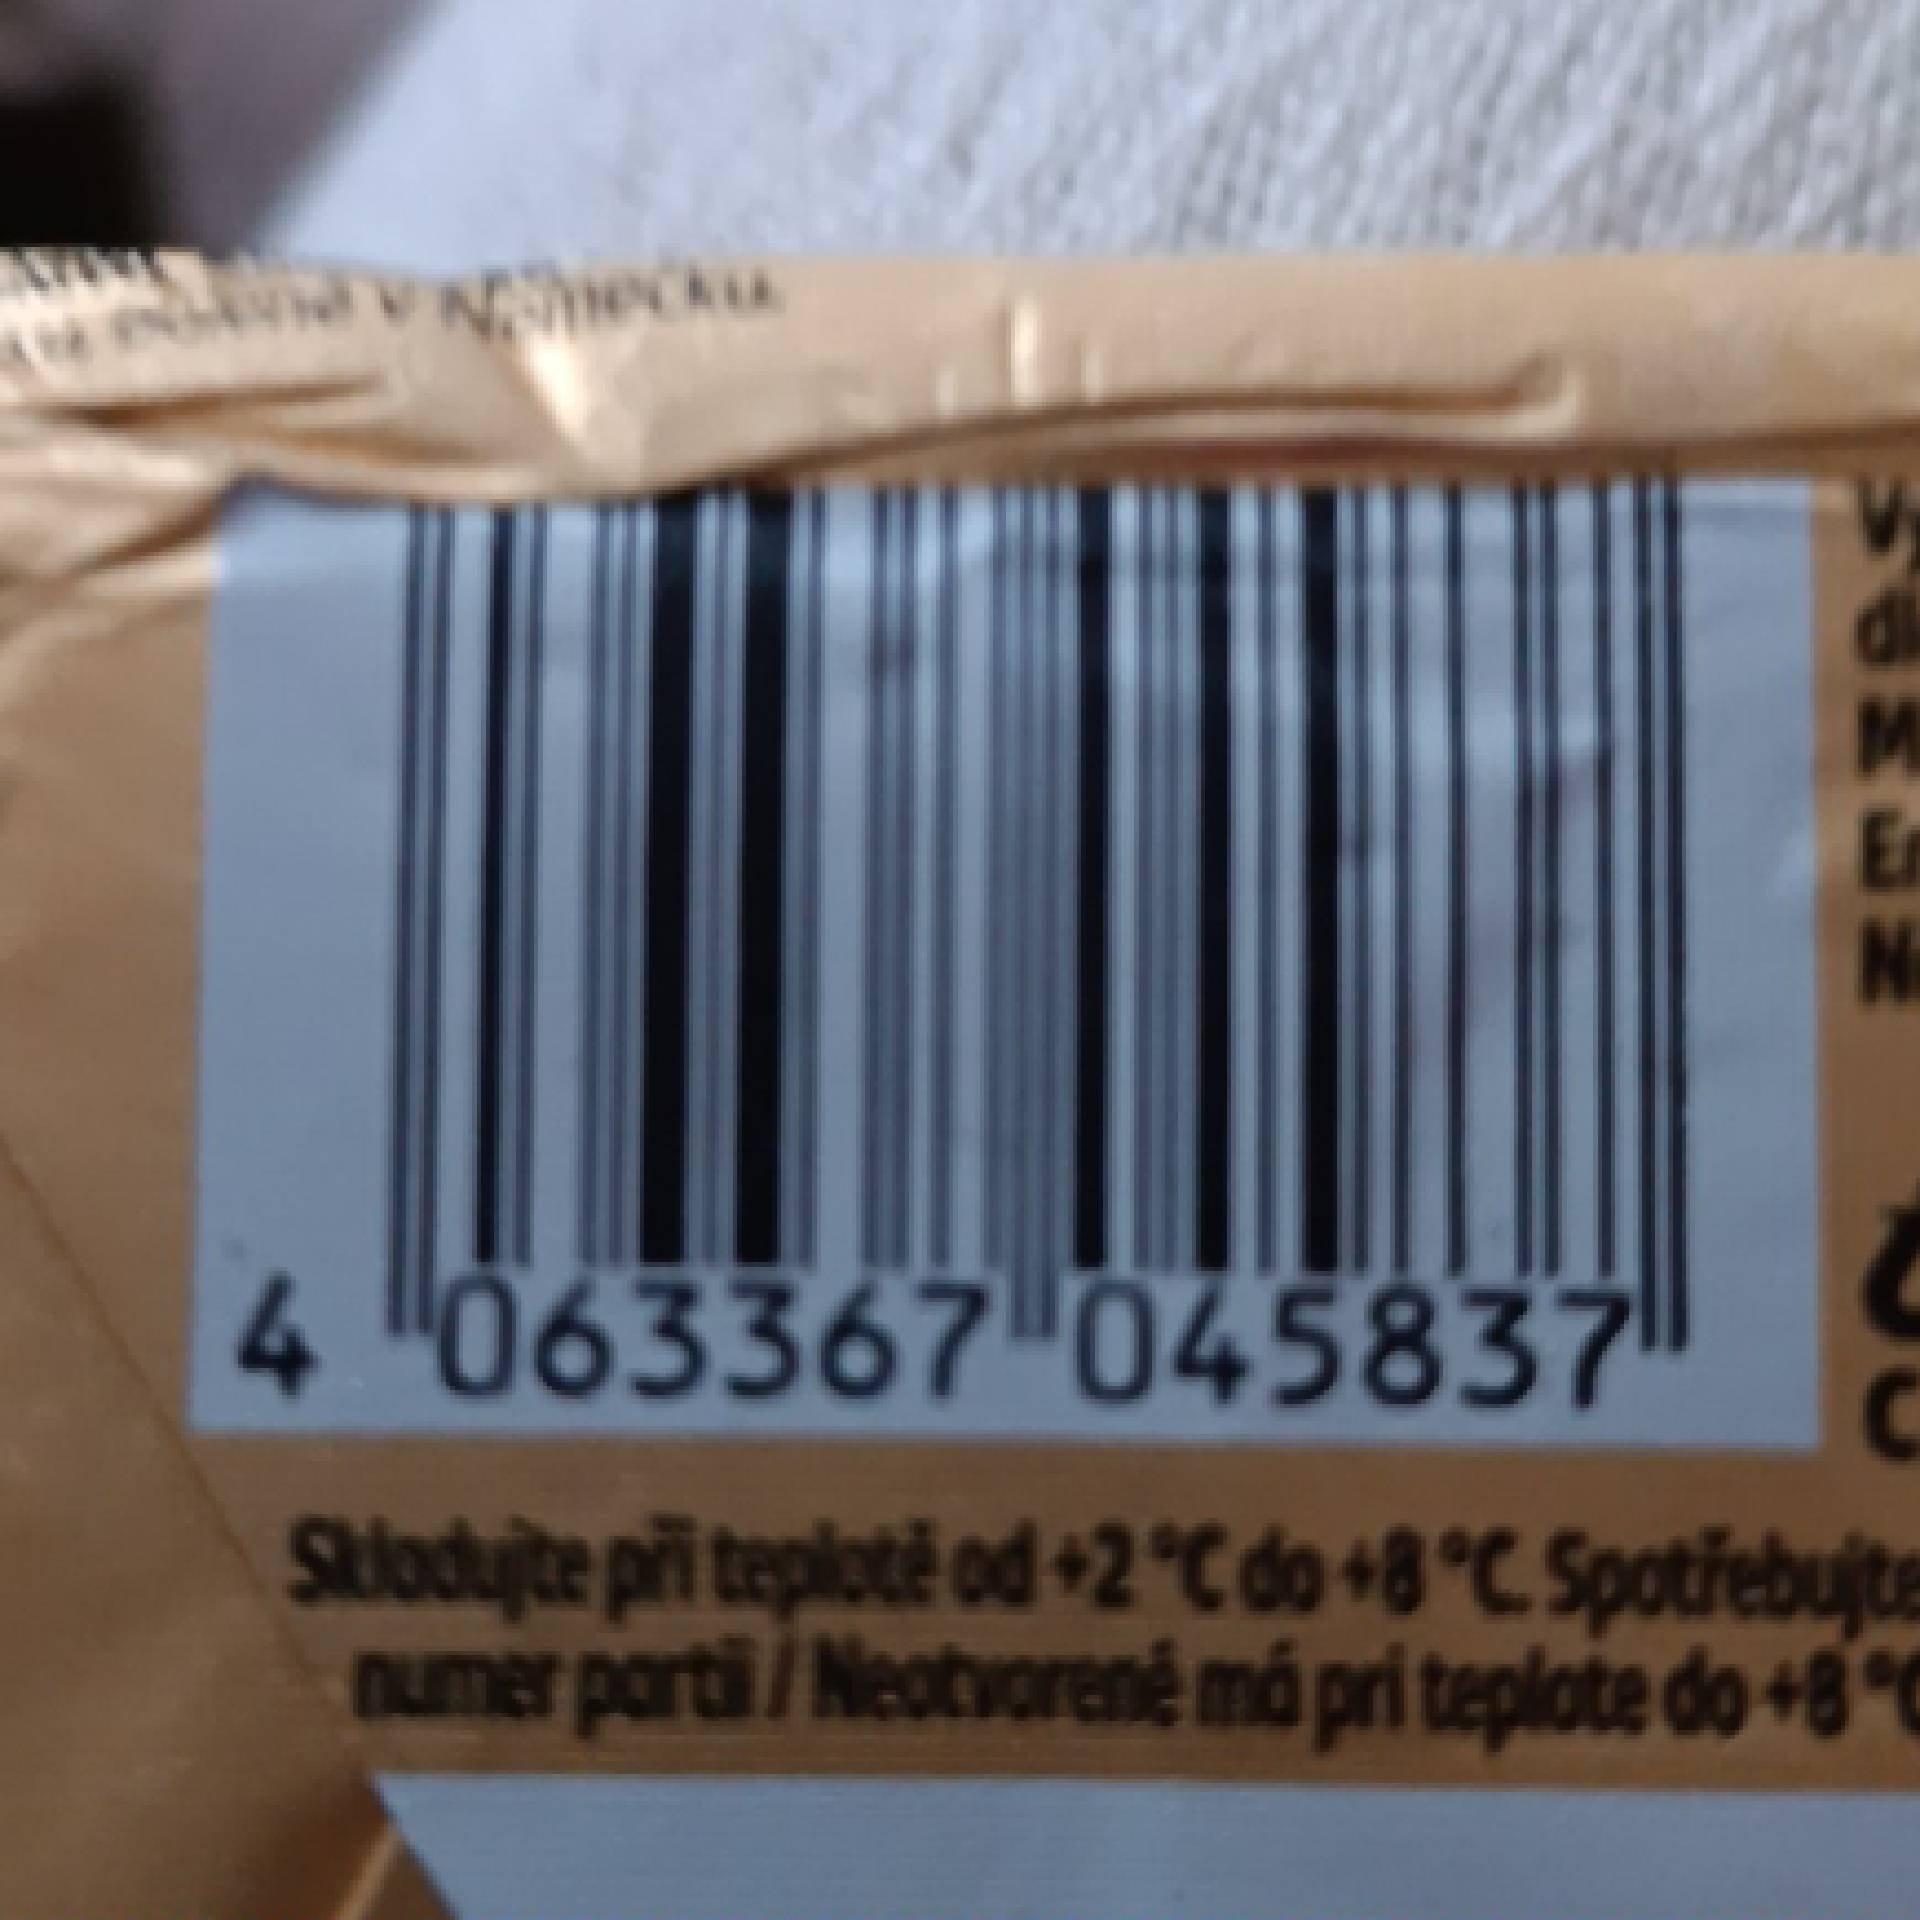 v Německu
4 063367 045837
Skladujte při teplotě od +2 °C do +8 °C. Spotřebujte
numer partii / Neotvorené má pri teplote do +8 °C